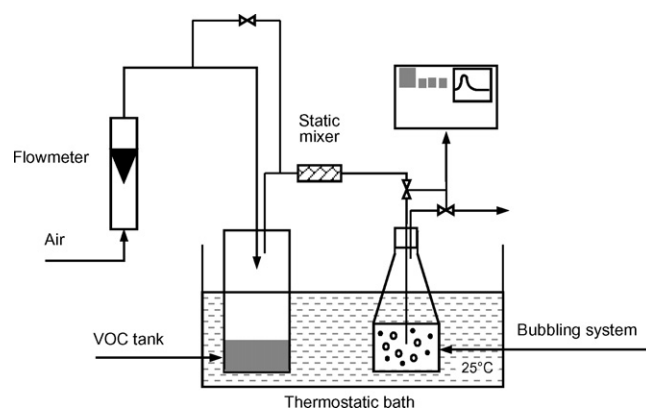 Static
mixer
Flowmeter
Air
VOC tank
Bubbling system
25°C
Thermostatic bath